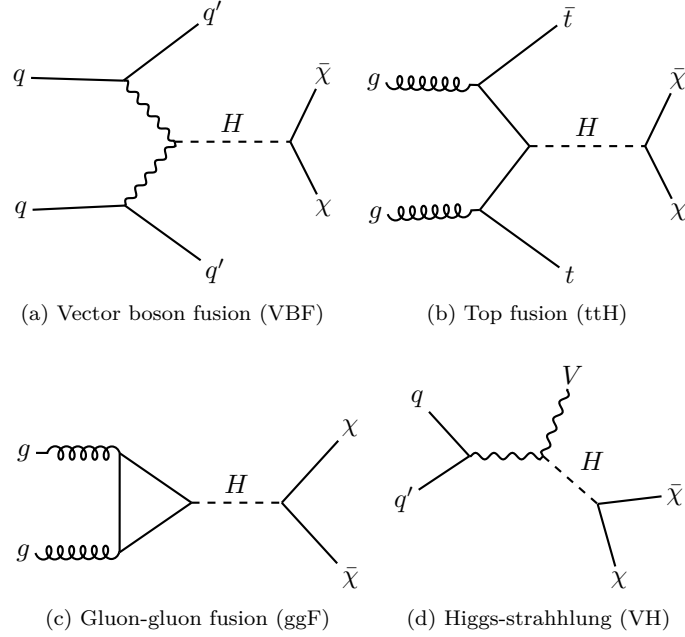 q
q′
q
q′
H
χ̄
χ
(a) Vector boson fusion (VBF)
g
t̄
g
t
H
χ̄
χ
(b) Top fusion (ttH)
g
g
H
χ
χ̄
(c) Gluon-gluon fusion (ggF)
q
q′
V
H
χ̄
χ
(d) Higgs-strahhlung (VH)